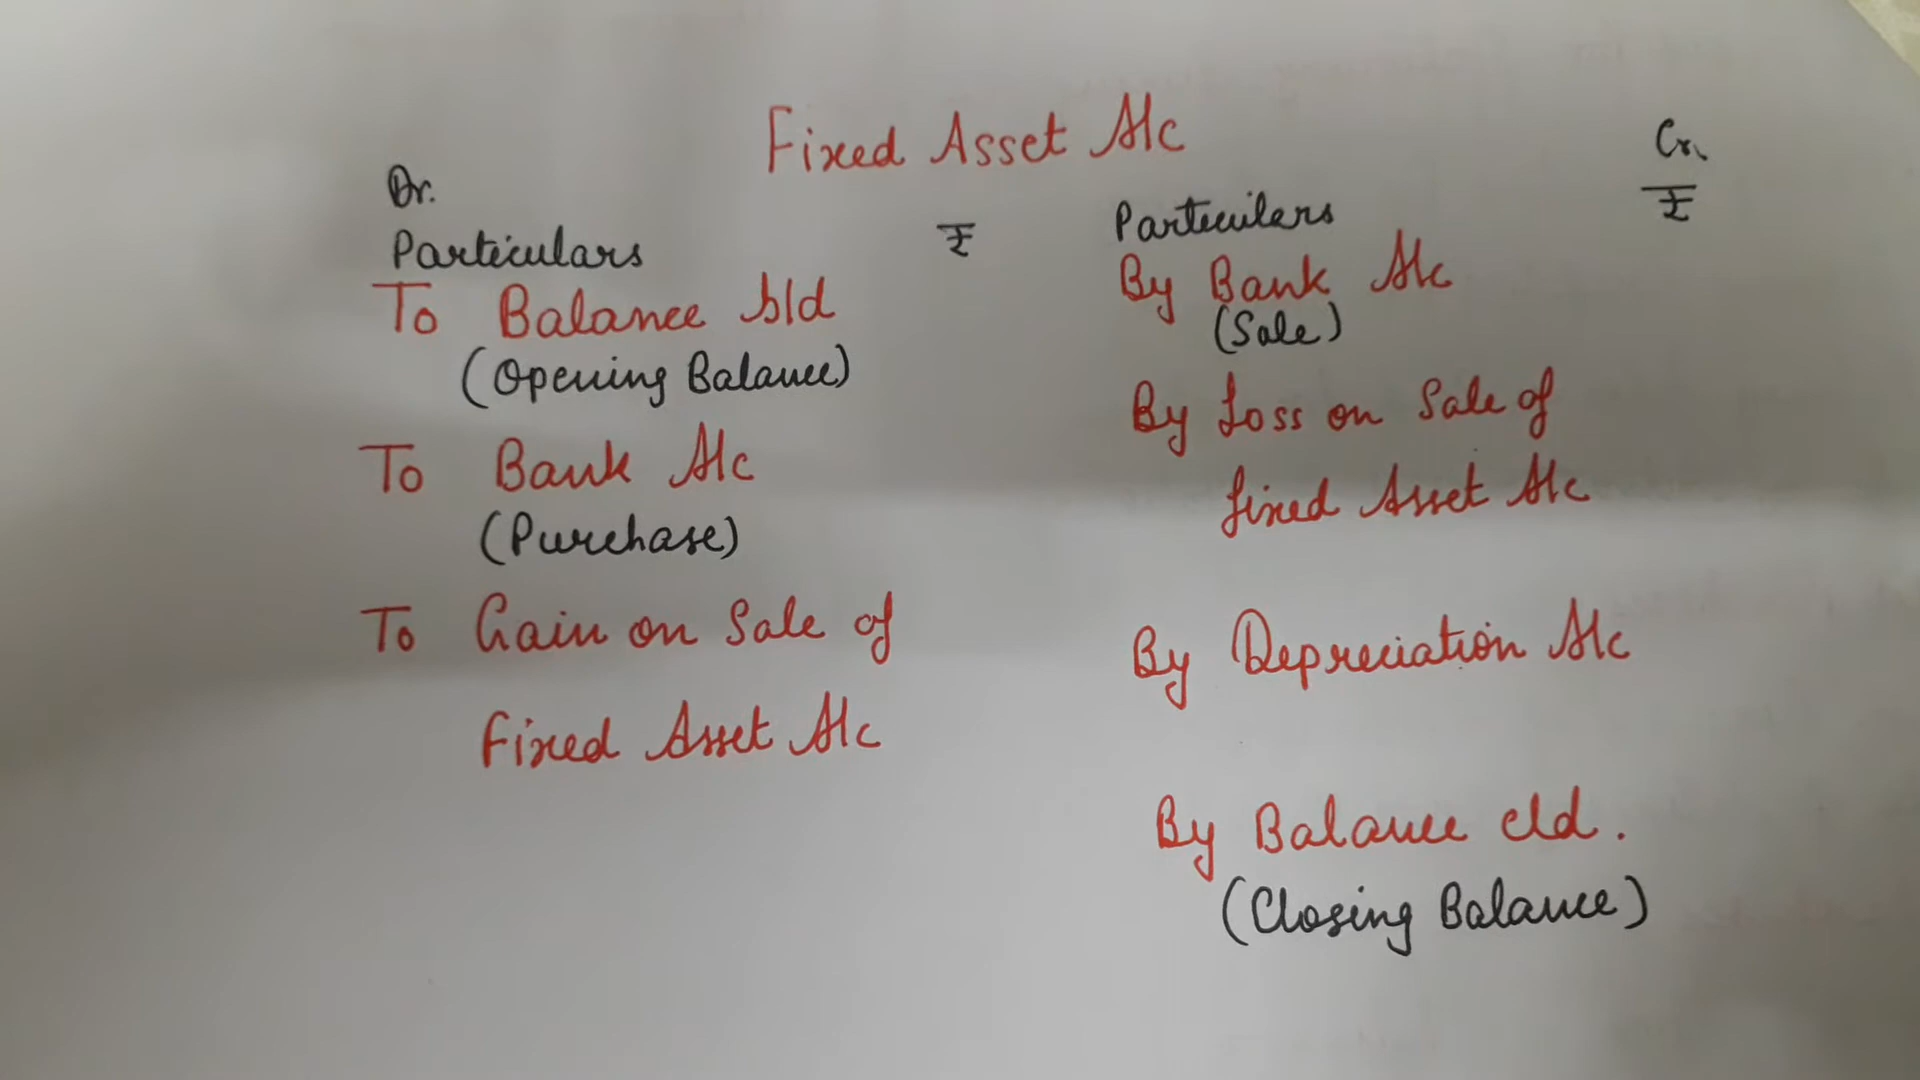 Fixed Asset A/c
Dr.
Cr.
Particulars ₹
Particulars ₹
To Balance b/d
(Opening Balance)
To Bank A/c
(Purchase)
To Gain on Sale of
Fixed Asset A/c
By Bank A/c
(Sale)
By Loss on Sale of
fixed Asset A/c
By Depreciation A/c
By Balance c/d.
(Closing Balance)